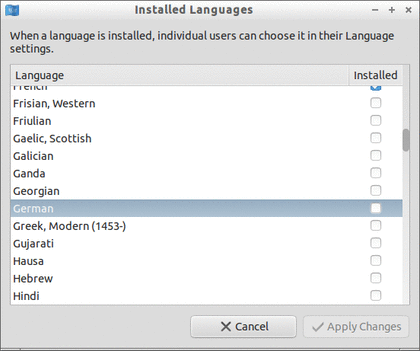 Installed Languages
When a language is installed, individual users can choose it in their Language
settings.
Language Installed
French
Frisian, Western
Friulian
Gaelic, Scottish
Galician
Ganda
Georgian
German
Greek, Modern (1453-)
Gujarati
Hausa
Hebrew
Hindi
Cancel Apply Changes